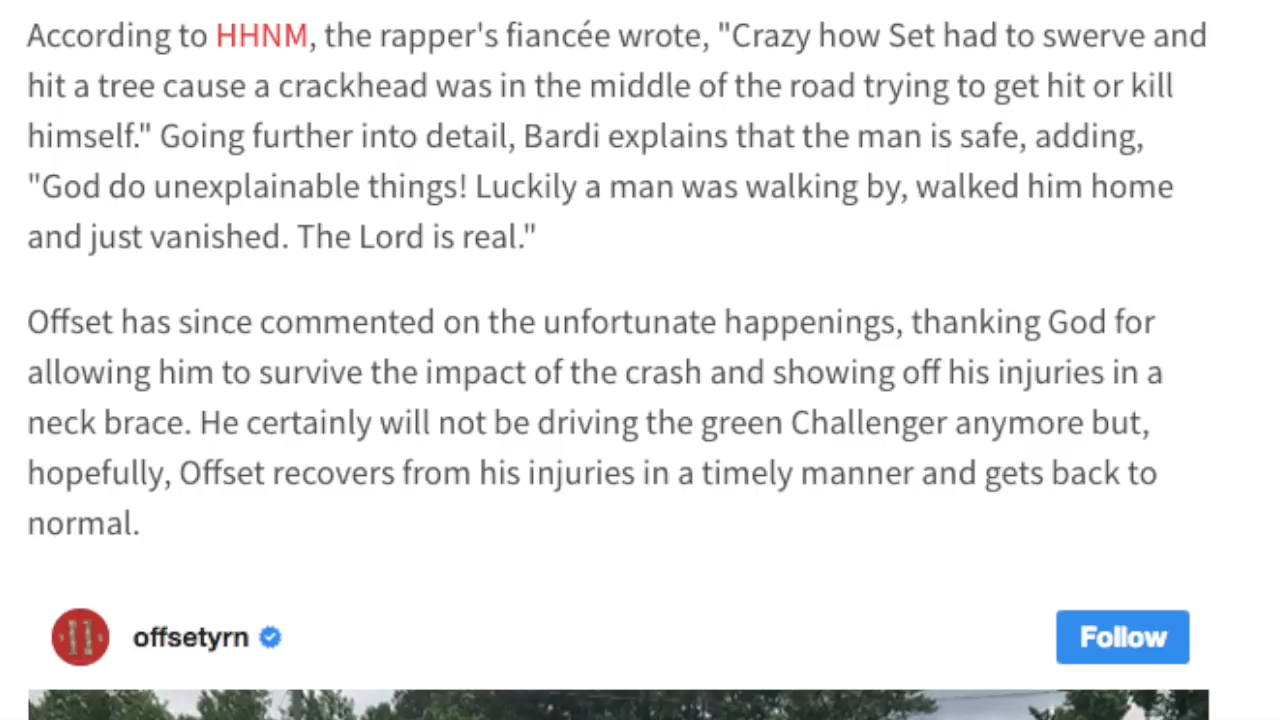 According to HHNM, the rapper's fiancée wrote, "Crazy how Set had to swerve and
hit a tree cause a crackhead was in the middle of the road trying to get hit or kill
himself." Going further into detail, Bardi explains that the man is safe, adding,
"God do unexplainable things! Luckily a man was walking by, walked him home
and just vanished. The Lord is real."
Offset has since commented on the unfortunate happenings, thanking God for
allowing him to survive the impact of the crash and showing off his injuries in a
neck brace. He certainly will not be driving the green Challenger anymore but,
hopefully, Offset recovers from his injuries in a timely manner and gets back to
normal.
offsetyrn
Follow